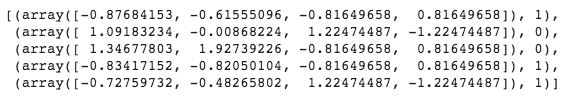 [(array([-0.87684153, -0.61555096, -0.81649658,  0.81649658]), 1),
 (array([ 1.09183234, -0.00868224,  1.22474487, -1.22474487]), 0),
 (array([ 1.34677803,  1.92739226, -0.81649658,  0.81649658]), 0),
 (array([-0.83417152, -0.82050104, -0.81649658,  0.81649658]), 1),
 (array([-0.72759732, -0.48265802,  1.22474487, -1.22474487]), 1)]